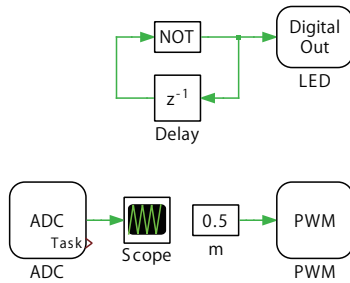 NOT
Digital
Out
LED
z⁻¹
Delay
ADC
Task
ADC
Scope
0.5
m
PWM
PWM